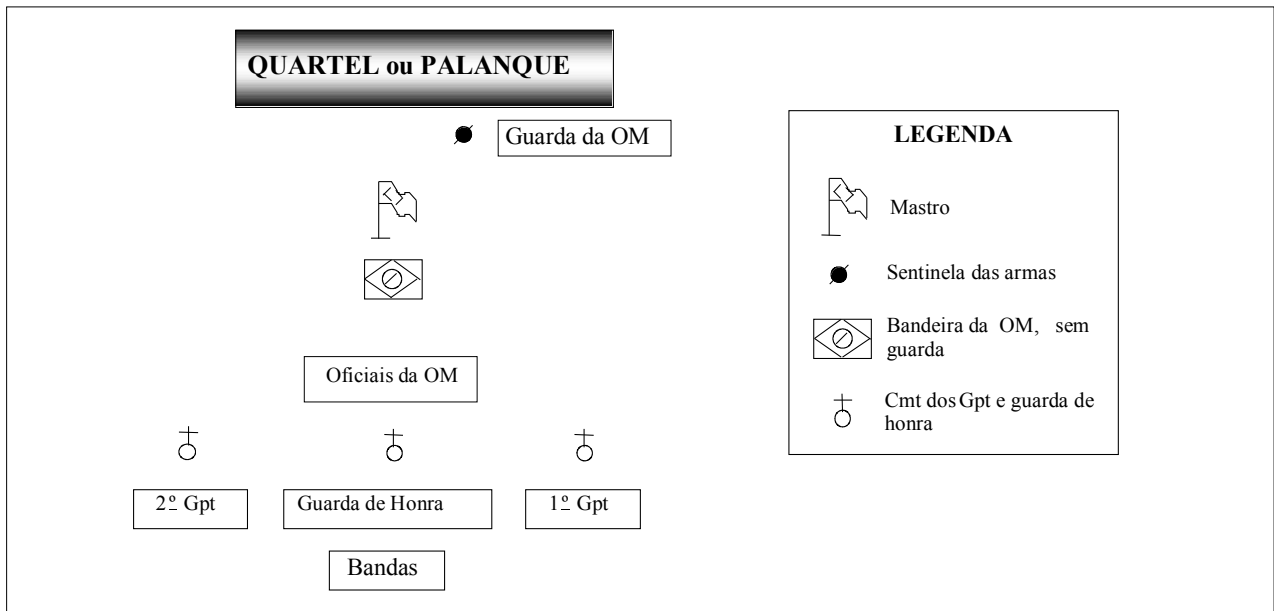 QUARTEL ou PALANQUE
Guarda da OM
Oficiais da OM
2º Gpt
Guarda de Honra
1º Gpt
Bandas
LEGENDA
Mastro
Sentinela das armas
Bandeira da OM, sem
guarda
Cmt dos Gpt e guarda de
honra